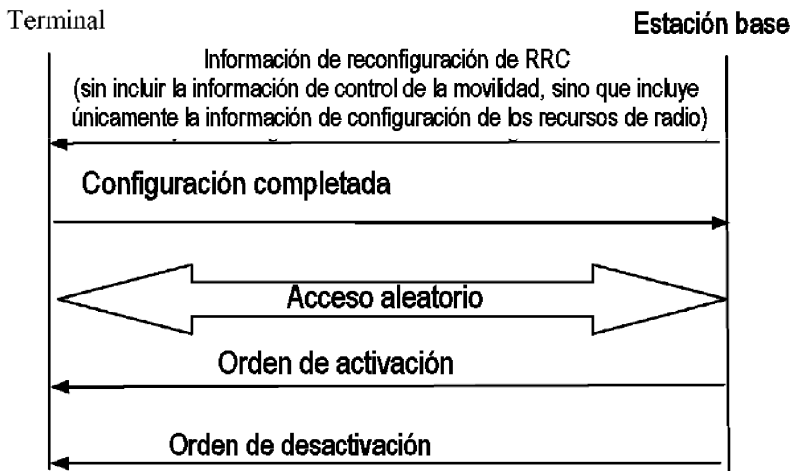 Terminal
Estación base
Información de reconfiguración de RRC
(sin incluir la información de control de la movilidad, sino que incluye
únicamente la información de configuración de los recursos de radio)
Configuración completada
Acceso aleatorio
Orden de activación
Orden de desactivación